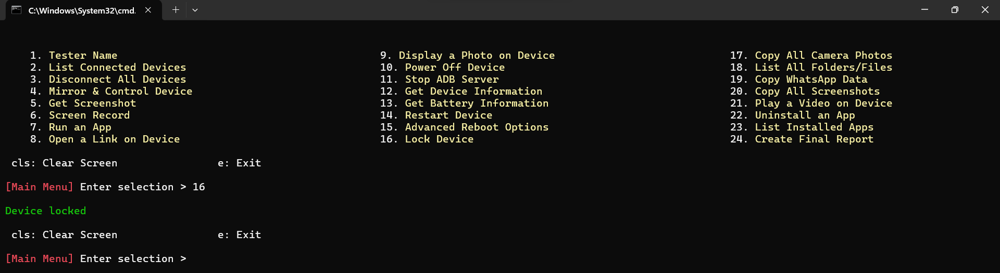 C:\Windows\System32\cmd.
1. Tester Name 9. Display a Photo on Device 17. Copy All Camera Photos
2. List Connected Devices 10. Power Off Device 18. List All Folders/Files
3. Disconnect All Devices 11. Stop ADB Server 19. Copy WhatsApp Data
4. Mirror & Control Device 12. Get Device Information 20. Copy All Screenshots
5. Get Screenshot 13. Get Battery Information 21. Play a Video on Device
6. Screen Record 14. Restart Device 22. Uninstall an App
7. Run an App 15. Advanced Reboot Options 23. List Installed Apps
8. Open a Link on Device 16. Lock Device 24. Create Final Report
cls: Clear Screen e: Exit
[Main Menu] Enter selection > 16
Device locked
cls: Clear Screen e: Exit
[Main Menu] Enter selection >